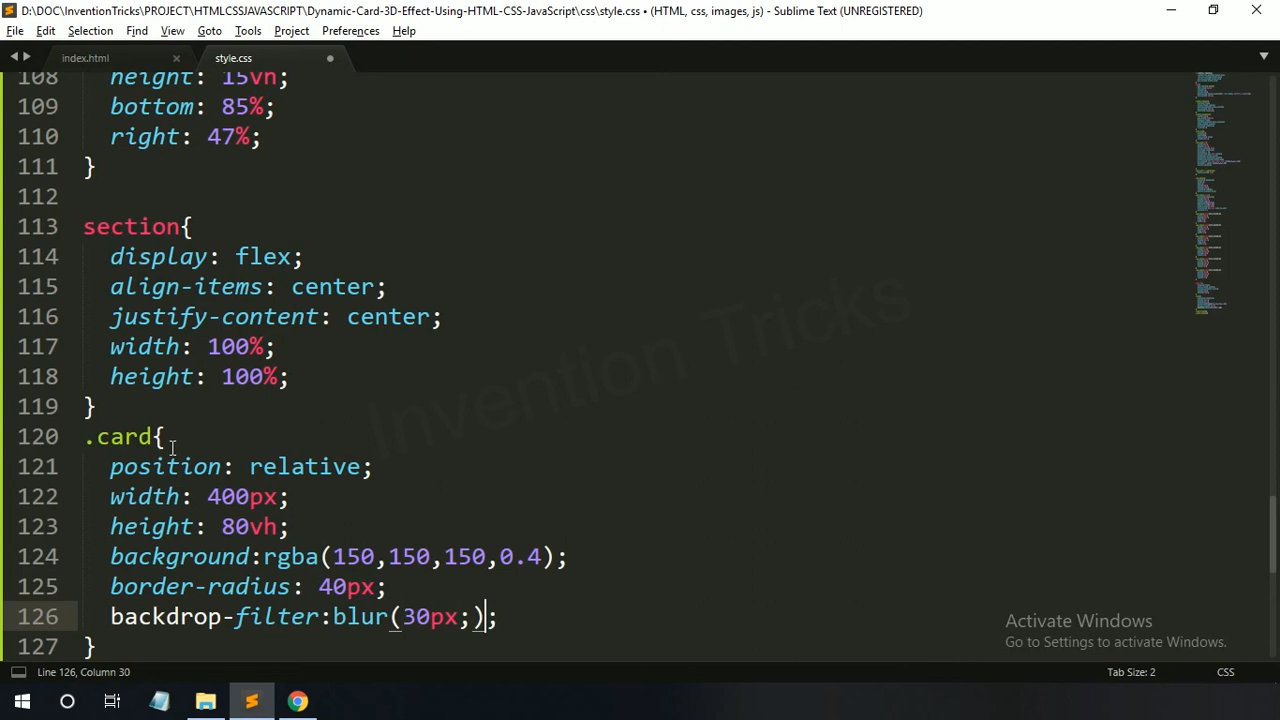 D:\DOC\InventionTricks\PROJECT\HTMLCSSJAVASCRIPT\Dynamic-Card-3D-Effect-Using-HTML-CSS-JavaScript\css\style.css • (HTML, css, images, js) - Sublime Text (UNREGISTERED)
File Edit Selection Find View Goto Tools Project Preferences Help
index.html style.css
108 height: 15vh;
109 bottom: 85%;
110 right: 47%;
111 }
112
113 section{
114 display: flex;
115 align-items: center;
116 justify-content: center;
117 width: 100%;
118 height: 100%;
119 }
120 .card{
121 position: relative;
122 width: 400px;
123 height: 80vh;
124 background:rgba(150,150,150,0.4);
125 border-radius: 40px;
126 backdrop-filter:blur(30px;);
127 }
Invention Tricks
Activate Windows
Go to Settings to activate Windows.
Line 126, Column 30 Tab Size: 2 CSS